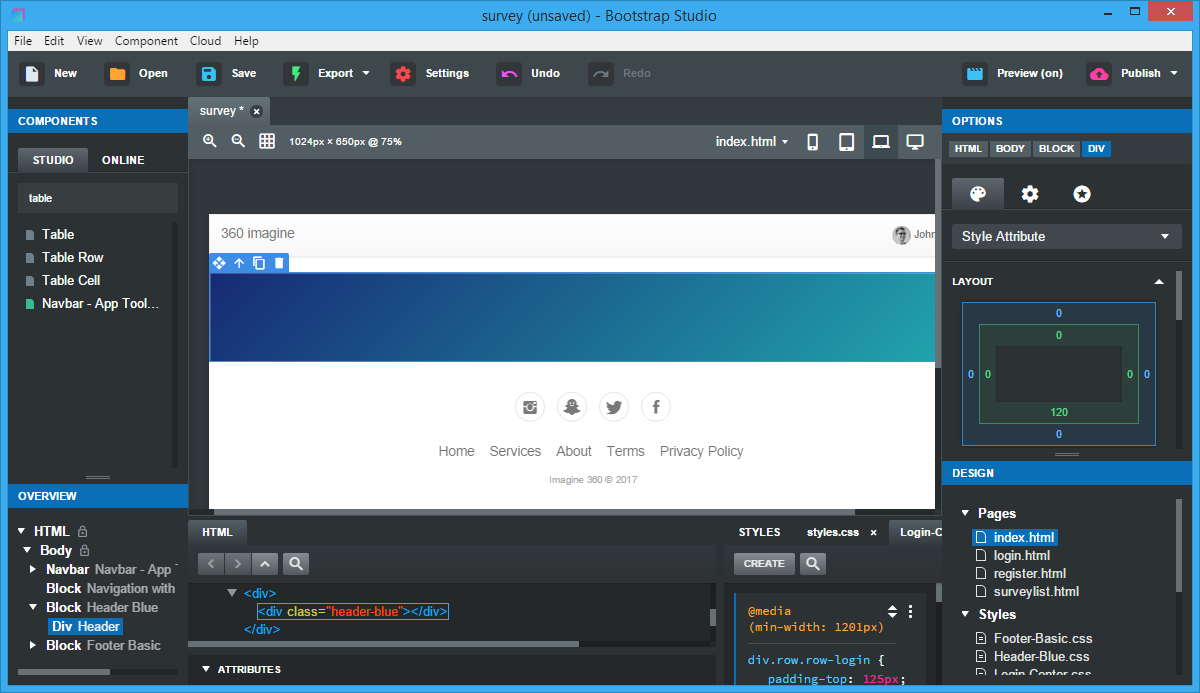 survey (unsaved) - Bootstrap Studio
File Edit View Component Cloud Help
New Open Save Export Settings Undo Redo Preview (on) Publish
COMPONENTS
STUDIO ONLINE
table
Table
Table Row
Table Cell
Navbar - App Tool...
OVERVIEW
HTML
Body
Navbar Navbar - App
Block Navigation with
Block Header Blue
Div Header
Block Footer Basic
survey *
1024px × 650px @ 75%
index.html
360 imagine
John
Home Services About Terms Privacy Policy
Imagine 360 © 2017
HTML
<div>
<div class="header-blue"></div>
</div>
ATTRIBUTES
STYLES styles.css × Login-C
CREATE
@media
(min-width: 1201px)
div.row.row-login {
padding-top: 125px;
OPTIONS
HTML BODY BLOCK DIV
Style Attribute
LAYOUT
0
0
0 0 0 0
120
0
DESIGN
Pages
index.html
login.html
register.html
surveylist.html
Styles
Footer-Basic.css
Header-Blue.css
Login-Center.css